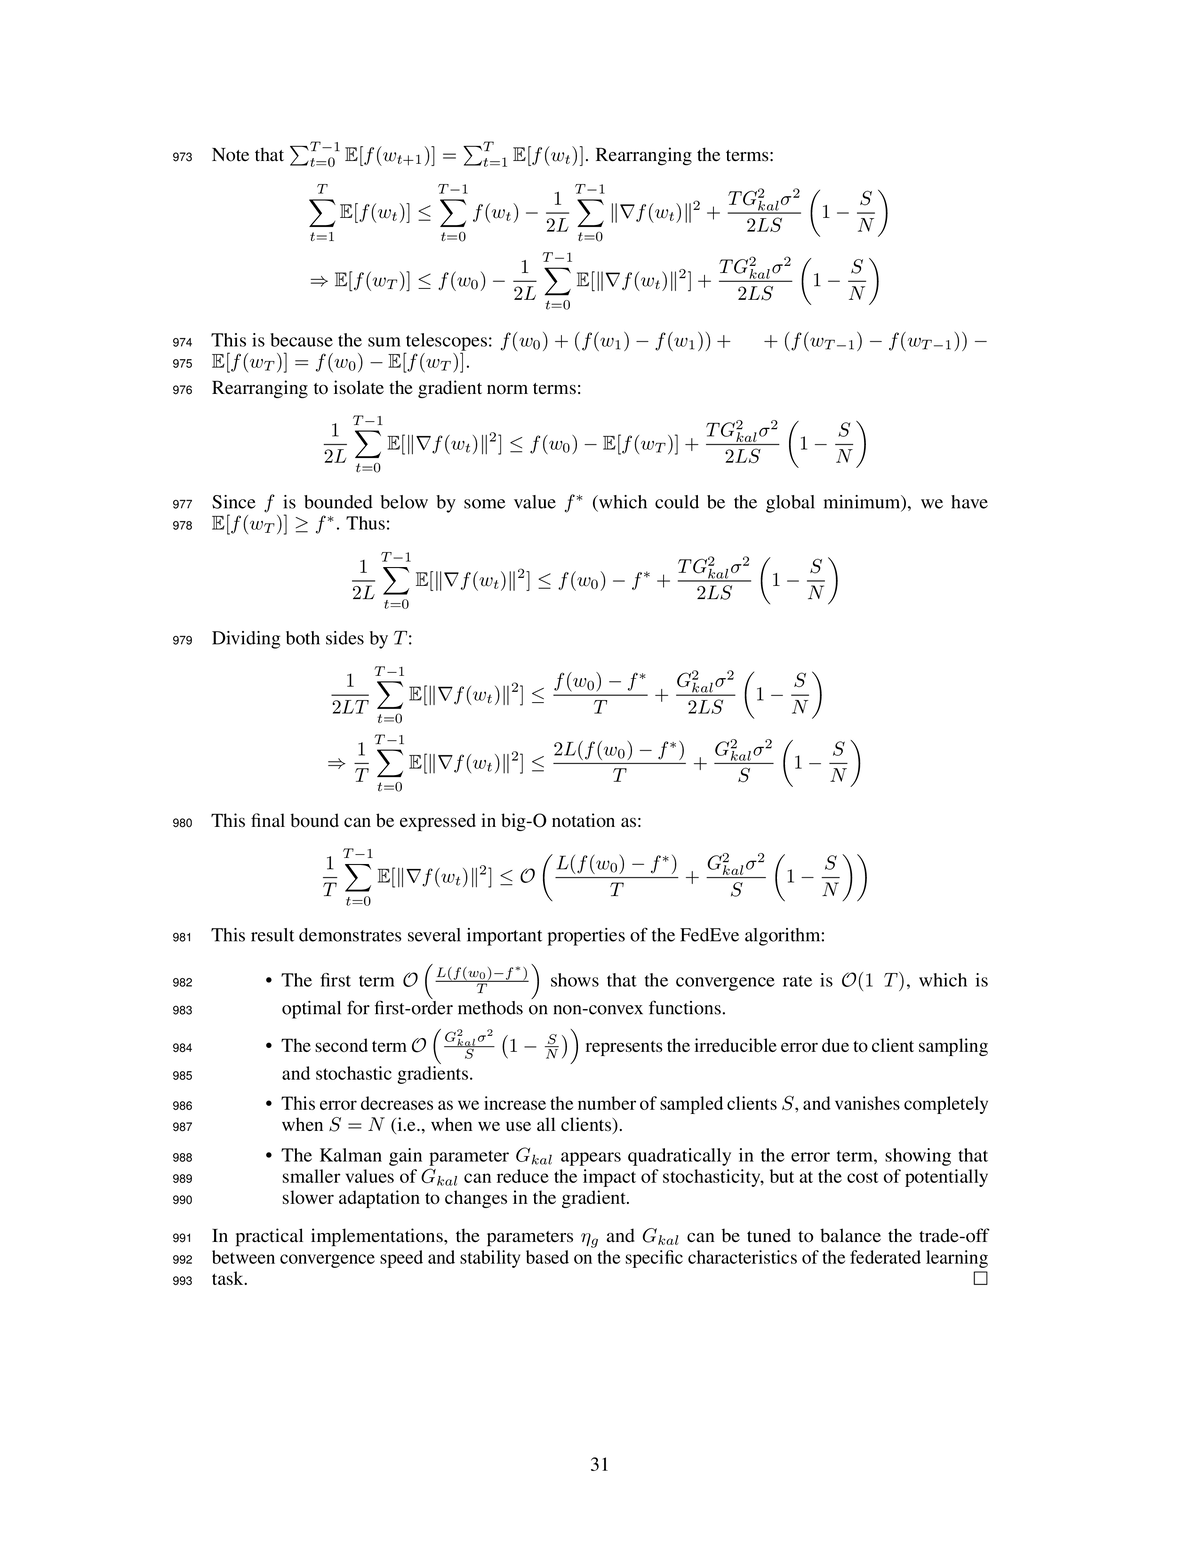 973 Note that $\sum_{t=0}^{T-1} \mathbb{E}[f(w_{t+1})] = \sum_{t=1}^{T} \mathbb{E}[f(w_t)]$. Rearranging the terms:
$\sum_{t=1}^{T} \mathbb{E}[f(w_t)] \leq \sum_{t=0}^{T-1} f(w_t) - \frac{1}{2L} \sum_{t=0}^{T-1} \|\nabla f(w_t)\|^2 + \frac{TG_{kal}^2\sigma^2}{2LS} \left(1 - \frac{S}{N}\right)$
$\Rightarrow \mathbb{E}[f(w_T)] \leq f(w_0) - \frac{1}{2L} \sum_{t=0}^{T-1} \mathbb{E}[\|\nabla f(w_t)\|^2] + \frac{TG_{kal}^2\sigma^2}{2LS} \left(1 - \frac{S}{N}\right)$
974 This is because the sum telescopes: $f(w_0) + (f(w_1) - f(w_1)) + \quad + (f(w_{T-1}) - f(w_{T-1})) -$
975 $\mathbb{E}[f(w_T)] = f(w_0) - \mathbb{E}[f(w_T)]$.
976 Rearranging to isolate the gradient norm terms:
$\frac{1}{2L} \sum_{t=0}^{T-1} \mathbb{E}[\|\nabla f(w_t)\|^2] \leq f(w_0) - \mathbb{E}[f(w_T)] + \frac{TG_{kal}^2\sigma^2}{2LS} \left(1 - \frac{S}{N}\right)$
977 Since $f$ is bounded below by some value $f^*$ (which could be the global minimum), we have
978 $\mathbb{E}[f(w_T)] \geq f^*$. Thus:
$\frac{1}{2L} \sum_{t=0}^{T-1} \mathbb{E}[\|\nabla f(w_t)\|^2] \leq f(w_0) - f^* + \frac{TG_{kal}^2\sigma^2}{2LS} \left(1 - \frac{S}{N}\right)$
979 Dividing both sides by $T$:
$\frac{1}{2LT} \sum_{t=0}^{T-1} \mathbb{E}[\|\nabla f(w_t)\|^2] \leq \frac{f(w_0) - f^*}{T} + \frac{G_{kal}^2\sigma^2}{2LS} \left(1 - \frac{S}{N}\right)$
$\Rightarrow \frac{1}{T} \sum_{t=0}^{T-1} \mathbb{E}[\|\nabla f(w_t)\|^2] \leq \frac{2L(f(w_0) - f^*)}{T} + \frac{G_{kal}^2\sigma^2}{S} \left(1 - \frac{S}{N}\right)$
980 This final bound can be expressed in big-O notation as:
$\frac{1}{T} \sum_{t=0}^{T-1} \mathbb{E}[\|\nabla f(w_t)\|^2] \leq \mathcal{O}\left(\frac{L(f(w_0) - f^*)}{T} + \frac{G_{kal}^2\sigma^2}{S} \left(1 - \frac{S}{N}\right)\right)$
981 This result demonstrates several important properties of the FedEve algorithm:
982 • The first term $\mathcal{O}\left(\frac{L(f(w_0)-f^*)}{T}\right)$ shows that the convergence rate is $\mathcal{O}(1 \ T)$, which is
983 optimal for first-order methods on non-convex functions.
984 • The second term $\mathcal{O}\left(\frac{G_{kal}^2\sigma^2}{S}\left(1 - \frac{S}{N}\right)\right)$ represents the irreducible error due to client sampling
985 and stochastic gradients.
986 • This error decreases as we increase the number of sampled clients $S$, and vanishes completely
987 when $S = N$ (i.e., when we use all clients).
988 • The Kalman gain parameter $G_{kal}$ appears quadratically in the error term, showing that
989 smaller values of $G_{kal}$ can reduce the impact of stochasticity, but at the cost of potentially
990 slower adaptation to changes in the gradient.
991 In practical implementations, the parameters $\eta_g$ and $G_{kal}$ can be tuned to balance the trade-off
992 between convergence speed and stability based on the specific characteristics of the federated learning
993 task. □
31